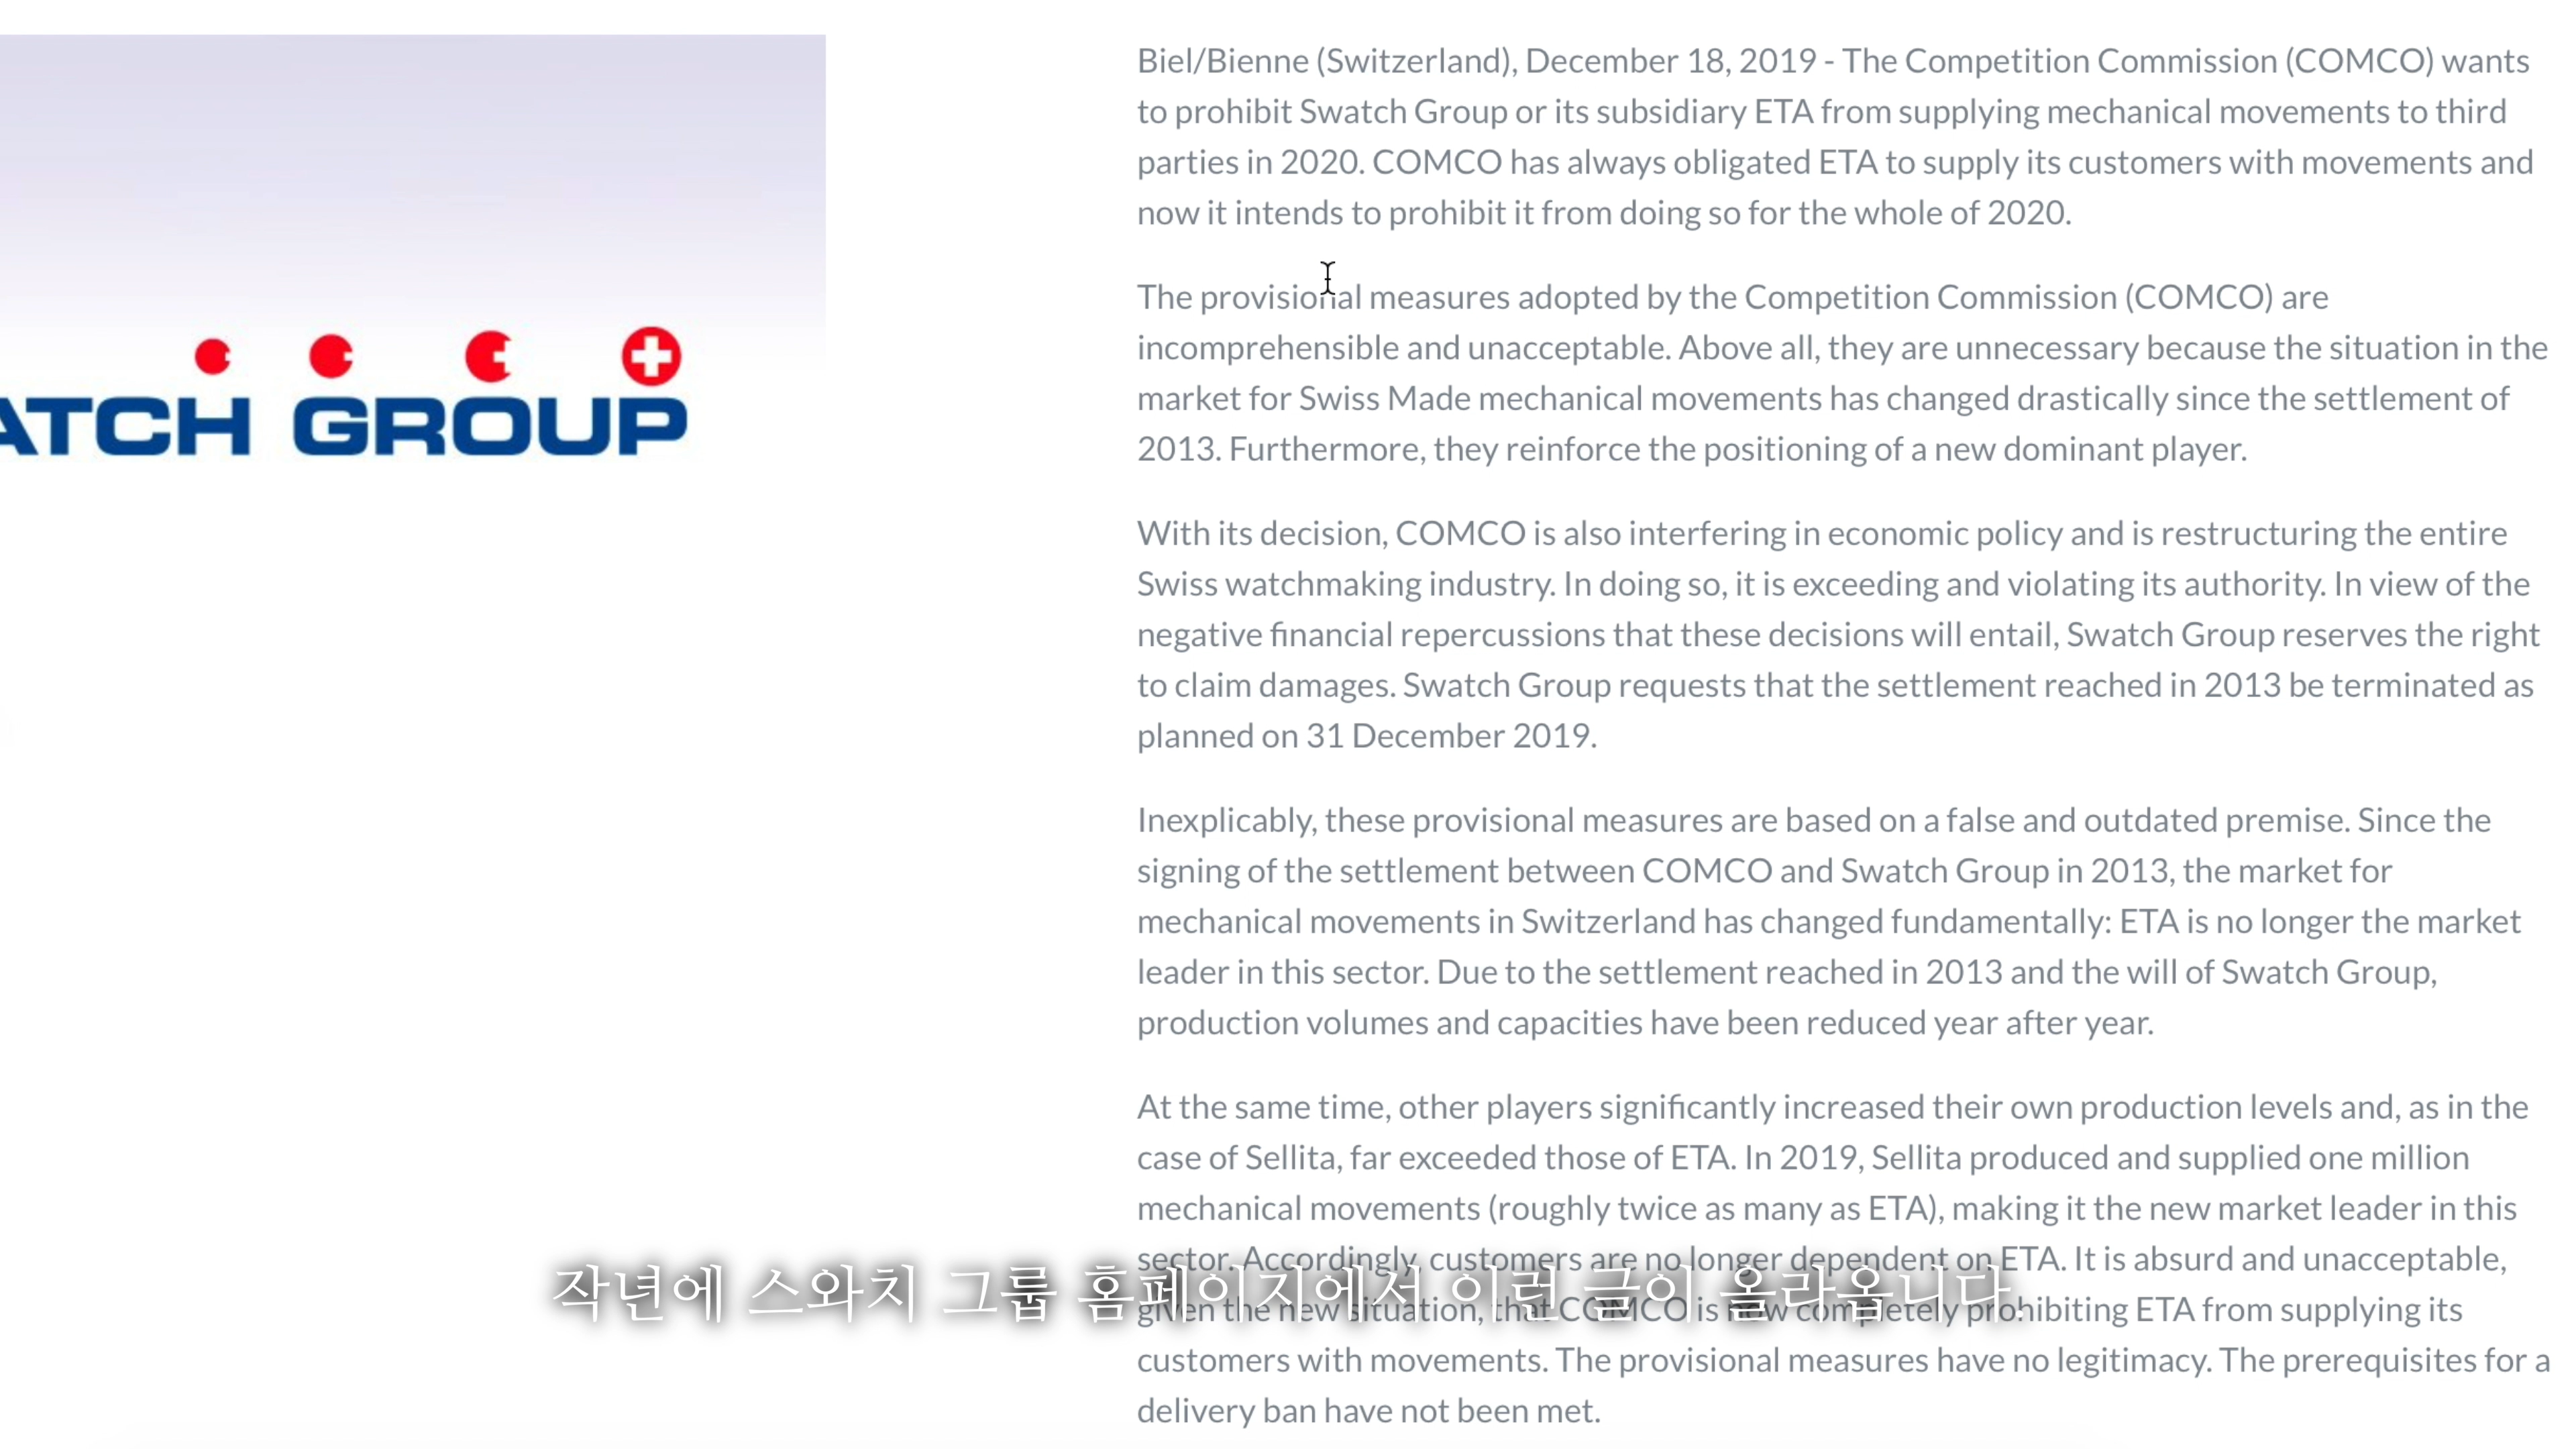 ATCH GROUP
Biel/Bienne (Switzerland), December 18, 2019 - The Competition Commission (COMCO) wants
to prohibit Swatch Group or its subsidiary ETA from supplying mechanical movements to third
parties in 2020. COMCO has always obligated ETA to supply its customers with movements and
now it intends to prohibit it from doing so for the whole of 2020.
The provisional measures adopted by the Competition Commission (COMCO) are
incomprehensible and unacceptable. Above all, they are unnecessary because the situation in the
market for Swiss Made mechanical movements has changed drastically since the settlement of
2013. Furthermore, they reinforce the positioning of a new dominant player.
With its decision, COMCO is also interfering in economic policy and is restructuring the entire
Swiss watchmaking industry. In doing so, it is exceeding and violating its authority. In view of the
negative financial repercussions that these decisions will entail, Swatch Group reserves the right
to claim damages. Swatch Group requests that the settlement reached in 2013 be terminated as
planned on 31 December 2019.
Inexplicably, these provisional measures are based on a false and outdated premise. Since the
signing of the settlement between COMCO and Swatch Group in 2013, the market for
mechanical movements in Switzerland has changed fundamentally: ETA is no longer the market
leader in this sector. Due to the settlement reached in 2013 and the will of Swatch Group,
production volumes and capacities have been reduced year after year.
At the same time, other players significantly increased their own production levels and, as in the
case of Sellita, far exceeded those of ETA. In 2019, Sellita produced and supplied one million
mechanical movements (roughly twice as many as ETA), making it the new market leader in this
sector. Accordingly, customers are no longer dependent on ETA. It is absurd and unacceptable,
given the new situation, that COMCO is now completely prohibiting ETA from supplying its
customers with movements. The provisional measures have no legitimacy. The prerequisites for a
delivery ban have not been met.
작년에 스와치 그룹 홈페이지에서 이런 글이 올라옵니다.